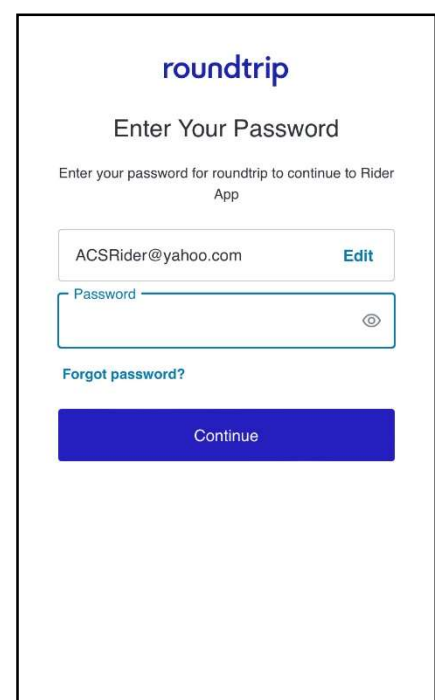 roundtrip
Enter Your Password
Enter your password for roundtrip to continue to Rider
App
ACSRider@yahoo.com Edit
Password
Forgot password?
Continue